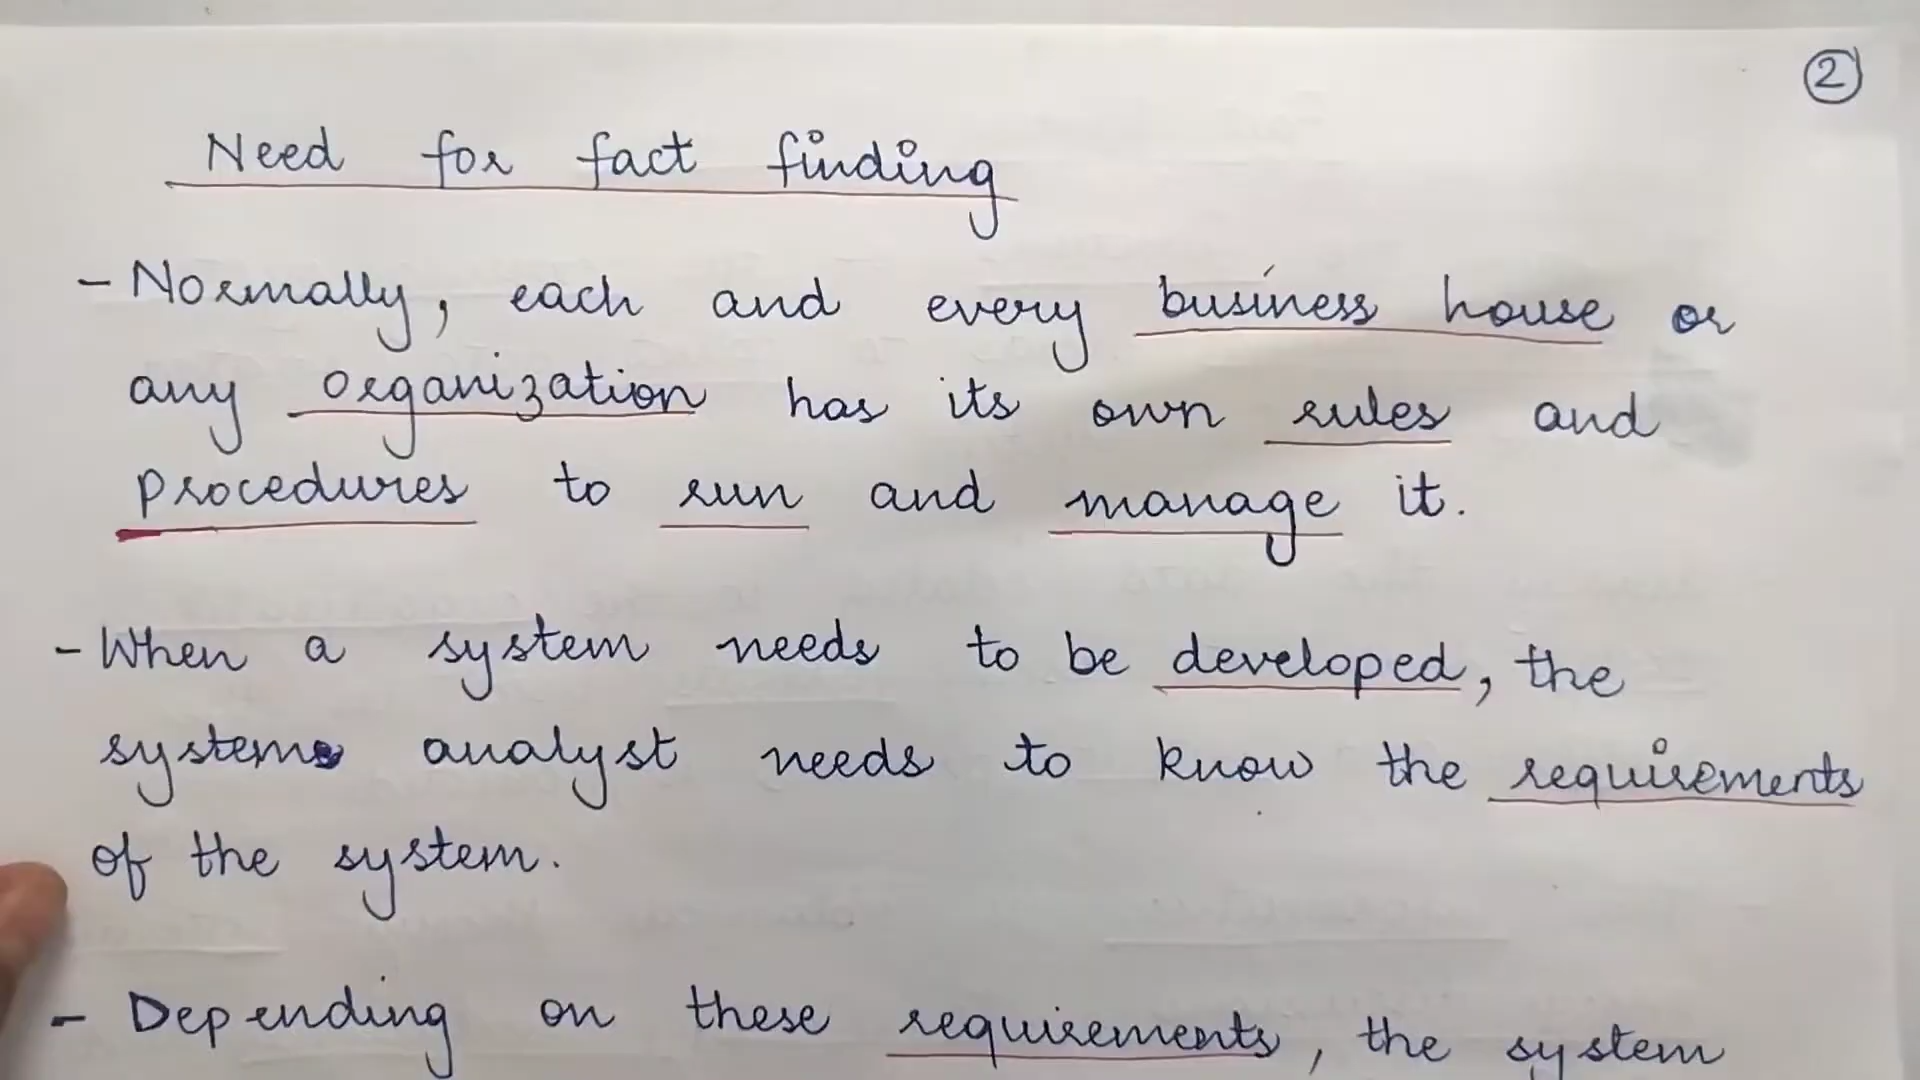 2
Need for fact finding
- Normally, each and every business house or
any organization has its own rules and
procedures to run and manage it.
- When a system needs to be developed, the
system analyst needs to know the requirements
of the system.
- Depending on these requirements, the system